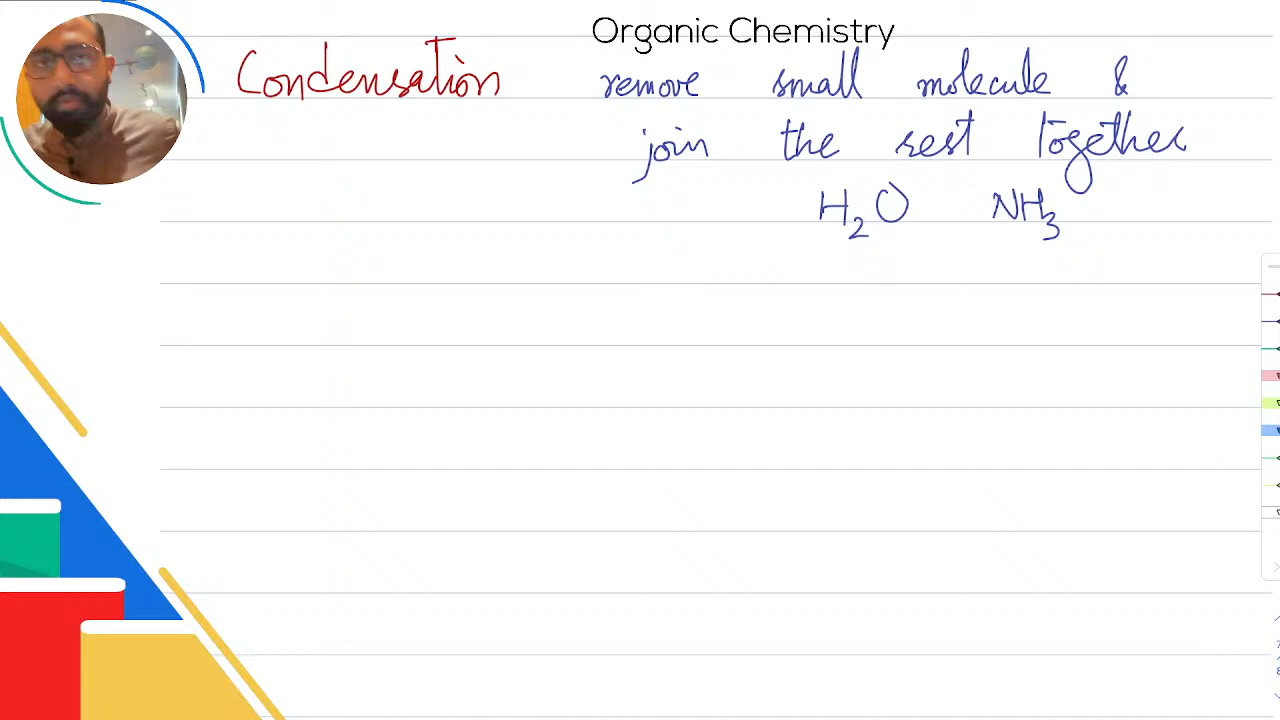 Organic Chemistry
Condensation remove small molecule &
join the rest together
H₂O NH₃